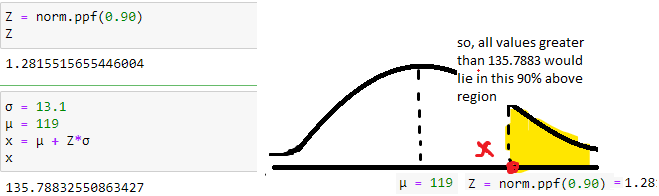 Z = norm.ppf(0.90)
Z
1.2815515655446004
σ = 13.1
μ = 119
x = μ + Z*σ
x
135.78832550863427
so, all values greater
than 135.7883 would
lie in this 90% above
region
x
μ = 119 Z = norm.ppf(0.90) = 1.28